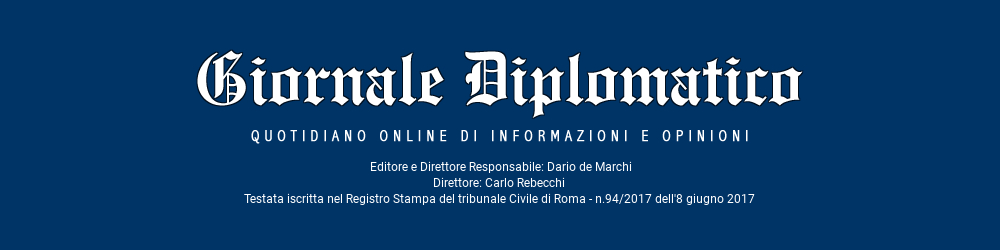 Giornale Diplomatico
QUOTIDIANO ONLINE DI INFORMAZIONI E OPINIONI
Editore e Direttore Responsabile: Dario de Marchi
Direttore: Carlo Rebecchi
Testata iscritta nel Registro Stampa del tribunale Civile di Roma - n.94/2017 dell'8 giugno 2017